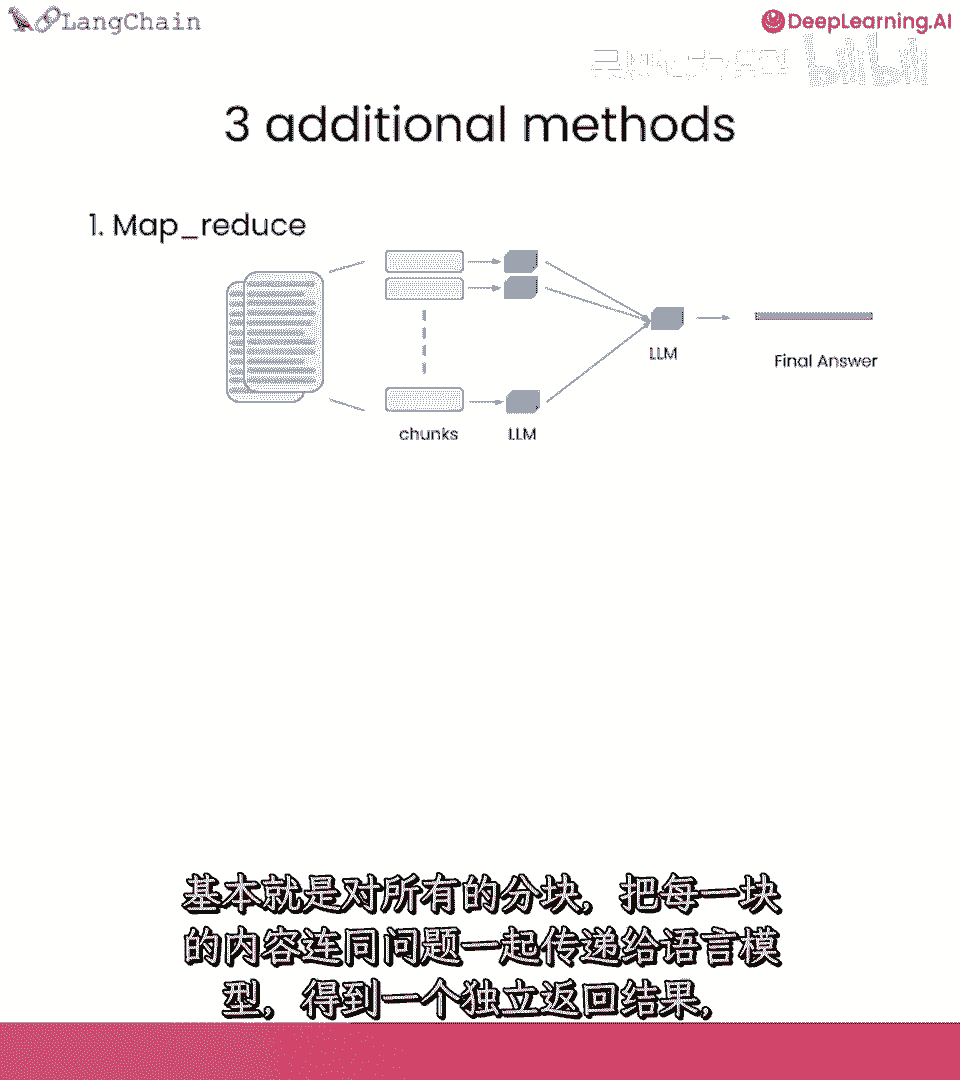 LangChain
DeepLearning.AI
3 additional methods
1. Map_reduce
LLM
Final Answer
chunks
LLM
基本就是对所有的分块，把每一块
的内容连同问题一起传递给语言模
型，得到一个独立返回结果，